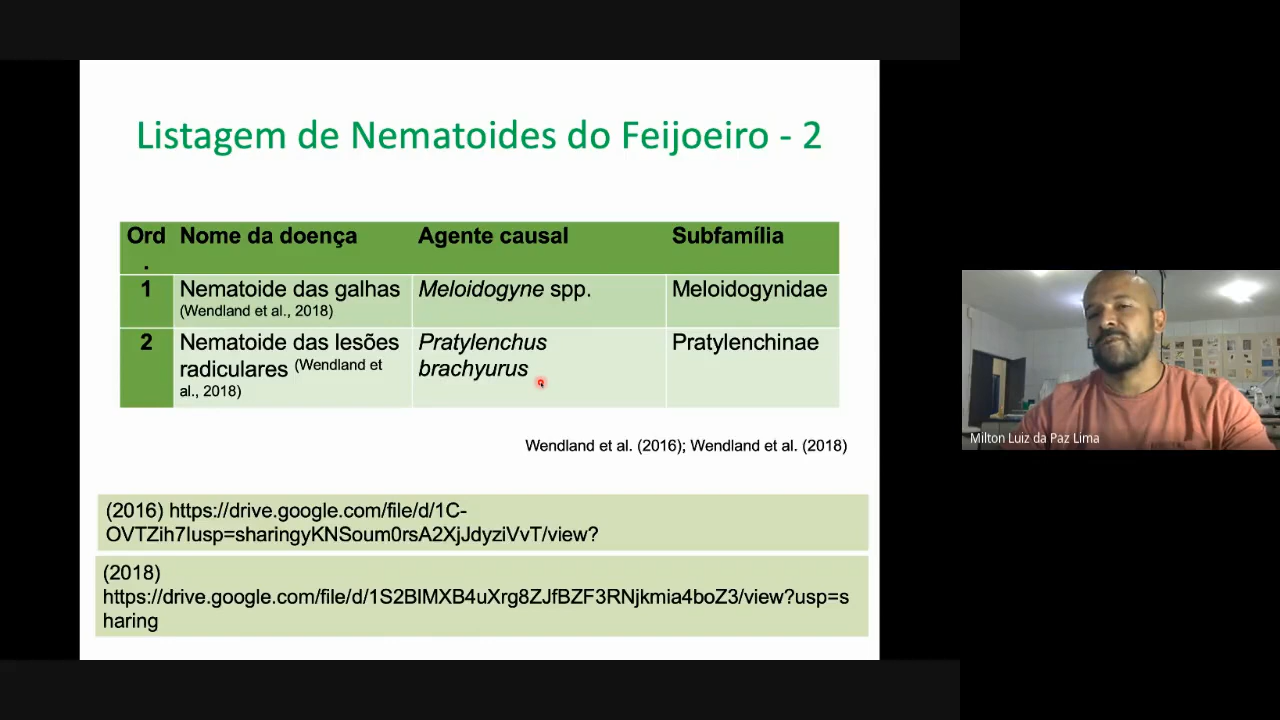 Listagem de Nematoides do Feijoeiro - 2
Ord Nome da doença Agente causal Subfamília
.
1 Nematoide das galhas Meloidogyne spp. Meloidogynidae
(Wendland et al., 2018)
2 Nematoide das lesões Pratylenchus Pratylenchinae
radiculares (Wendland et brachyurus
al., 2018)
Wendland et al. (2016); Wendland et al. (2018)
(2016) https://drive.google.com/file/d/1C-
OVTZih7Iusp=sharingyKNSoum0rsA2XjJdyziVvT/view?
(2018)
https://drive.google.com/file/d/1S2BlMXB4uXrg8ZJfBZF3RNjkmia4boZ3/view?usp=s
haring
Milton Luiz da Paz Lima